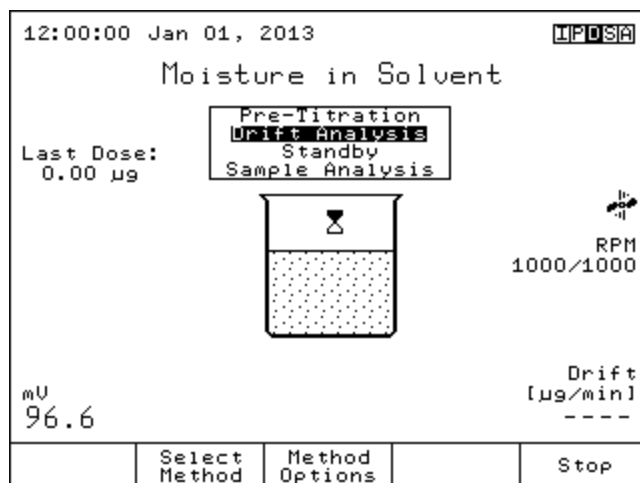 12:00:00 Jan 01, 2013 IPDSA
Moisture in Solvent
Pre-Titration
Drift Analysis
Standby
Sample Analysis
Last Dose:
0.00 µg
RPM
1000/1000
Drift
[µg/min]
----
mV
96.6
Select Method
Method Options
Stop